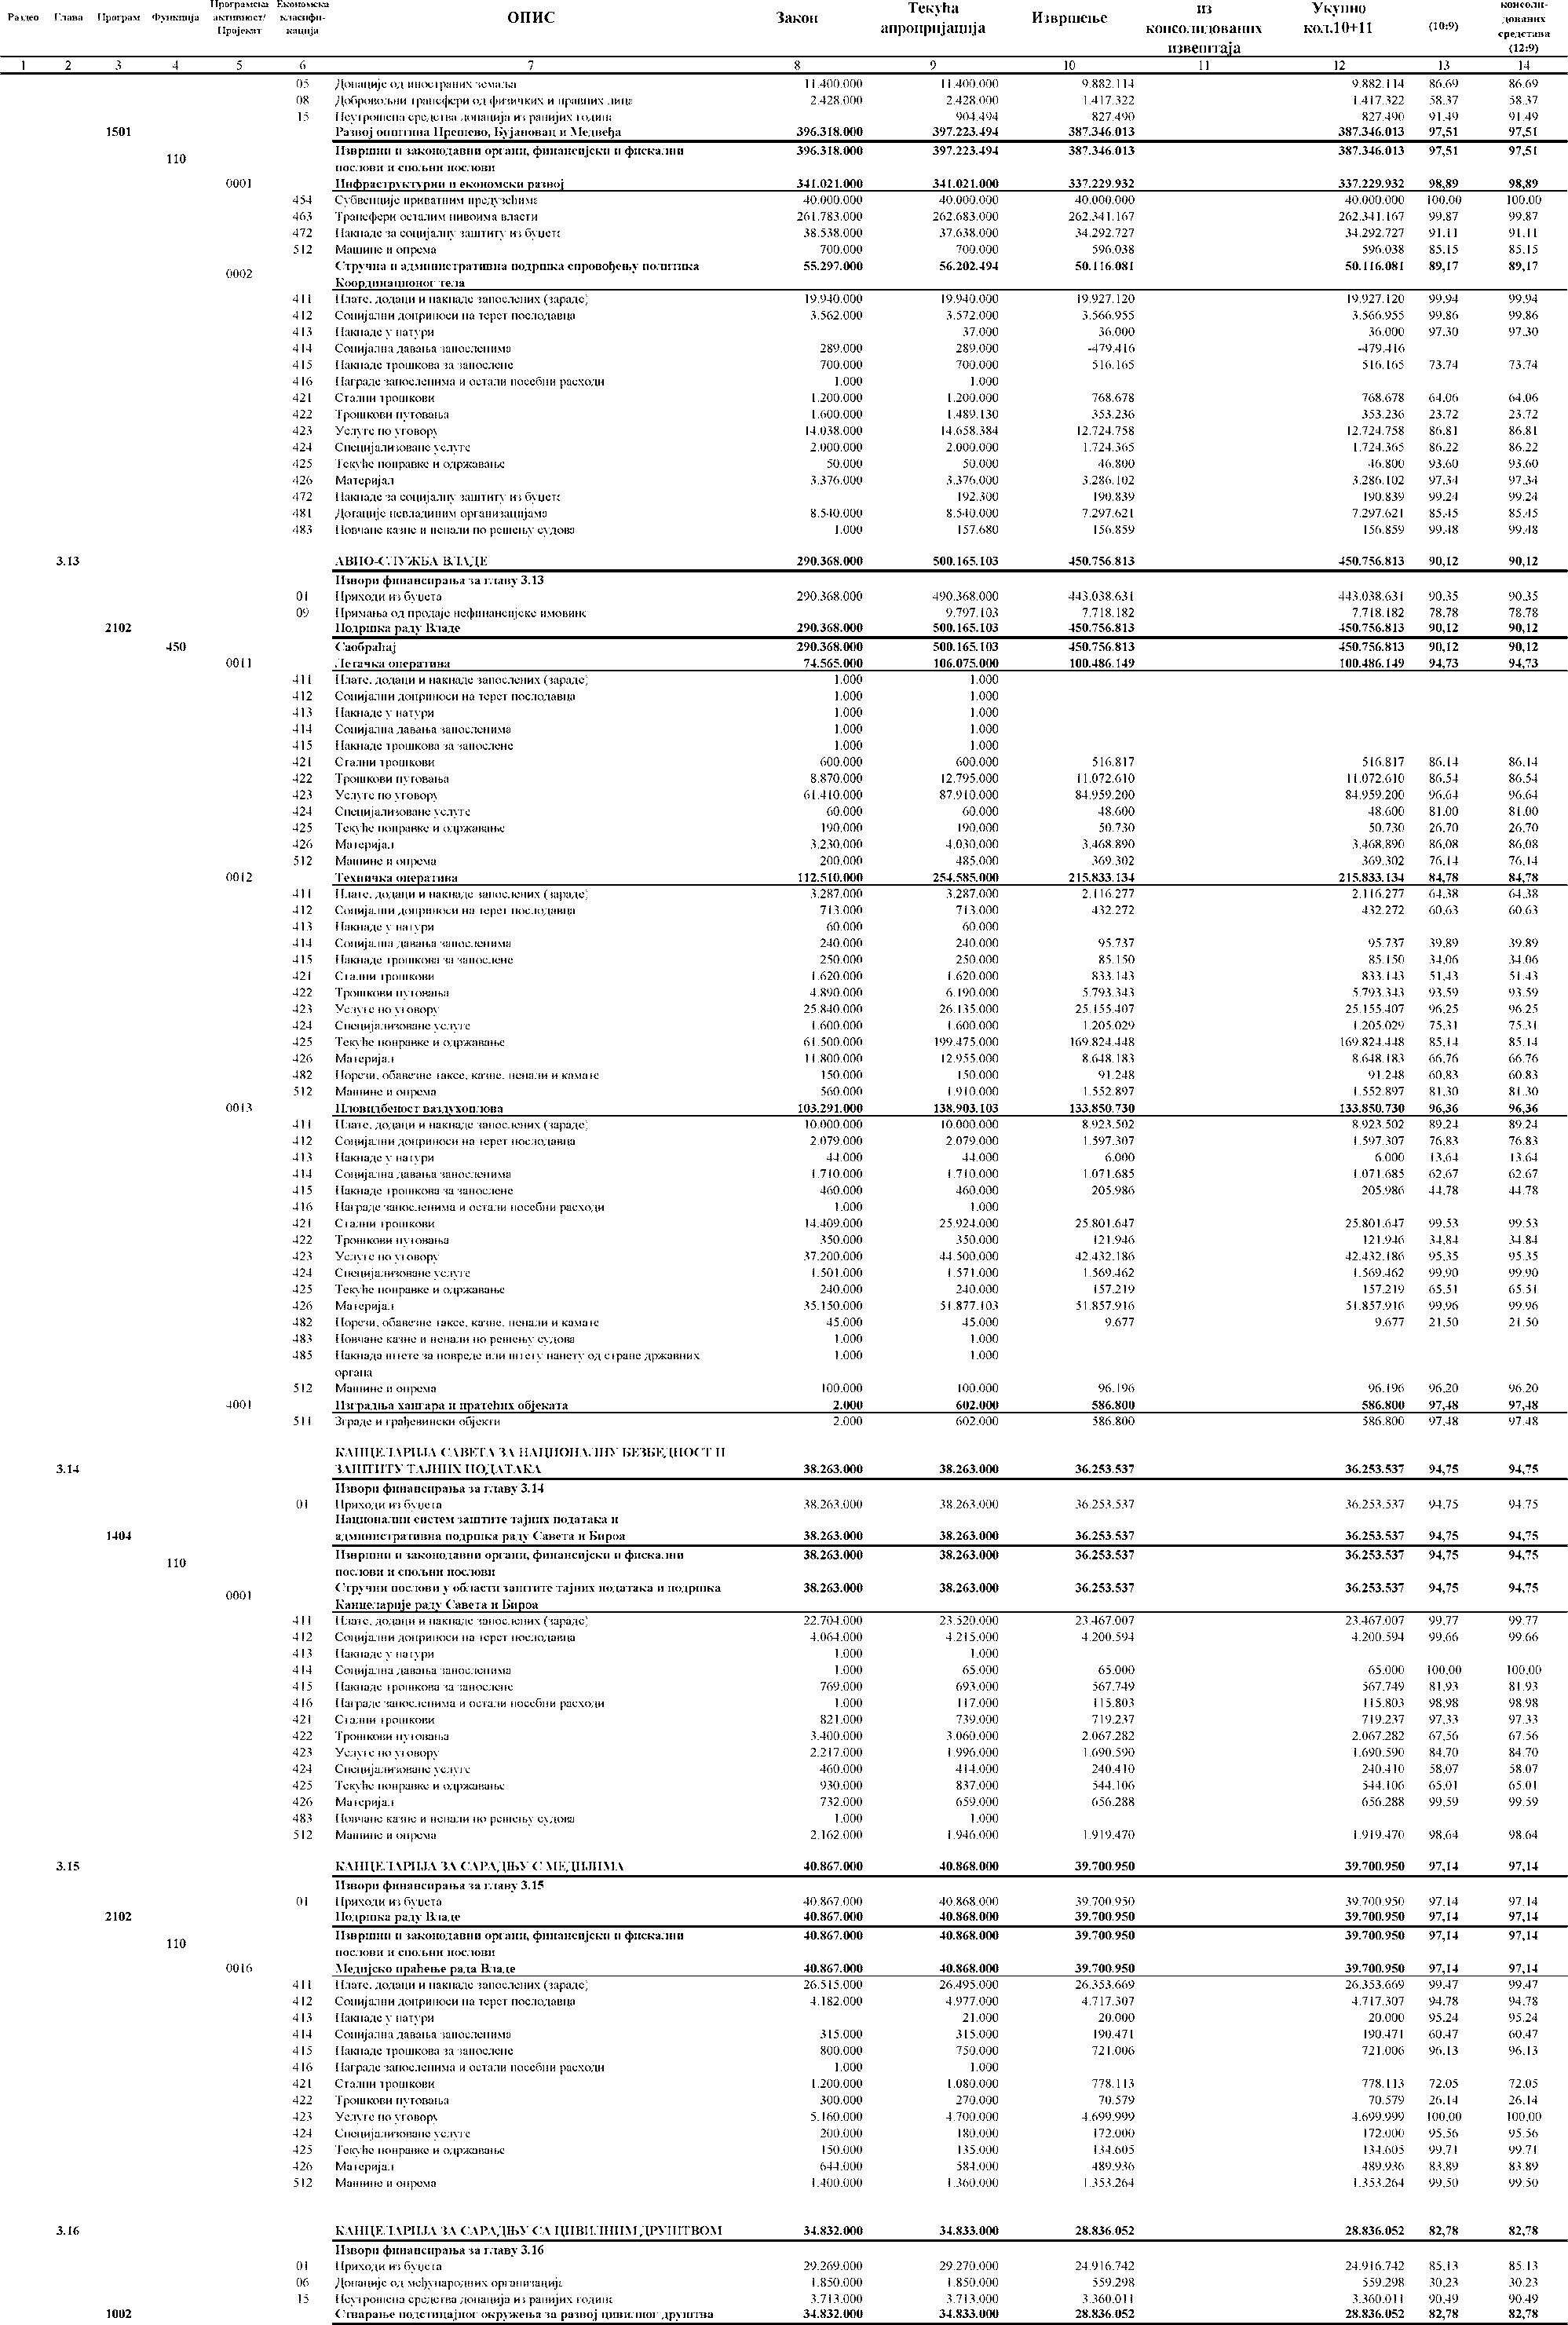 Раздео Глава Програм Функција Програмска активност/ Пројекат Економска класифи-кација ОПИС Закон Текућа апропријација Извршење из консолидованих извештаја Укупно кол.10+11 (10:9) консоли-дованих средстава (12:9)
1 2 3 4 5 6 7 8 9 10 11 12 13 14
05 Донације од иностраних земаља 11.400.000 11.400.000 9.882.114 9.882.114 86,69 86,69
08 Добровољни трансфери од физичких и правних лица 2.428.000 2.428.000 1.417.322 1.417.322 58,37 58,37
15 Неутрошена средства донација из ранијих година 904.494 827.490 827.490 91,49 91,49
1501 Развој општина Прешево, Бујановац и Медвеђа 396.318.000 397.223.494 387.346.013 387.346.013 97,51 97,51
110 Извршни и законодавни органи, финансијски и фискални 396.318.000 397.223.494 387.346.013 387.346.013 97,51 97,51
послови и спољни послови
0001 Инфраструктурни и економски развој 341.021.000 341.021.000 337.229.932 337.229.932 98,89 98,89
454 Субвенције приватним предузећима 40.000.000 40.000.000 40.000.000 40.000.000 100,00 100,00
463 Трансфери осталим нивоима власти 261.783.000 262.683.000 262.341.167 262.341.167 99,87 99,87
472 Накнаде за социјалну заштиту из буџета 38.538.000 37.638.000 34.292.727 34.292.727 91,11 91,11
512 Машине и опрема 700.000 700.000 596.038 596.038 85,15 85,15
0002 Стручна и административна подршка спровођењу политика 55.297.000 56.202.494 50.116.081 50.116.081 89,17 89,17
Координационог тела
411 Плате, додаци и накнаде запослених (зараде) 19.940.000 19.940.000 19.927.120 19.927.120 99,94 99,94
412 Социјални доприноси на терет послодавца 3.562.000 3.572.000 3.566.955 3.566.955 99,86 99,86
413 Накнаде у натури 37.000 36.000 36.000 97,30 97,30
414 Социјална давања запосленима 289.000 289.000 -479.416 -479.416
415 Накнаде трошкова за запослене 700.000 700.000 516.165 516.165 73,74 73,74
416 Награде запосленима и остали посебни расходи 1.000 1.000
421 Стални трошкови 1.200.000 1.200.000 768.678 768.678 64,06 64,06
422 Трошкови путовања 1.600.000 1.489.130 353.236 353.236 23,72 23,72
423 Услуге по уговору 14.038.000 14.658.384 12.724.758 12.724.758 86,81 86,81
424 Специјализоване услуге 2.000.000 2.000.000 1.724.365 1.724.365 86,22 86,22
425 Текуће поправке и одржавање 50.000 50.000 46.800 46.800 93,60 93,60
426 Материјал 3.376.000 3.376.000 3.286.102 3.286.102 97,34 97,34
472 Накнаде за социјалну заштиту из буџета 192.300 190.839 190.839 99,24 99,24
481 Дотације невладиним организацијама 8.540.000 8.540.000 7.297.621 7.297.621 85,45 85,45
483 Новчане казне и пенали по решењу судова 1.000 157.680 156.859 156.859 99,48 99,48
3.13 АВИО-СЛУЖБА ВЛАДЕ 290.368.000 500.165.103 450.756.813 450.756.813 90,12 90,12
Извори финансирања за главу 3.13
01 Приходи из буџета 290.368.000 490.368.000 443.038.631 443.038.631 90,35 90,35
09 Примања од продаје нефинансијске имовине 9.797.103 7.718.182 7.718.182 78,78 78,78
2102 Подршка раду Владе 290.368.000 500.165.103 450.756.813 450.756.813 90,12 90,12
450 Саобраћај 290.368.000 500.165.103 450.756.813 450.756.813 90,12 90,12
0011 Летачка оператива 74.565.000 106.075.000 100.486.149 100.486.149 94,73 94,73
411 Плате, додаци и накнаде запослених (зараде) 1.000 1.000
412 Социјални доприноси на терет послодавца 1.000 1.000
413 Накнаде у натури 1.000 1.000
414 Социјална давања запосленима 1.000 1.000
415 Накнаде трошкова за запослене 1.000 1.000
421 Стални трошкови 600.000 600.000 516.817 516.817 86,14 86,14
422 Трошкови путовања 8.870.000 12.795.000 11.072.610 11.072.610 86,54 86,54
423 Услуге по уговору 61.410.000 87.910.000 84.959.200 84.959.200 96,64 96,64
424 Специјализоване услуге 60.000 60.000 48.600 48.600 81,00 81,00
425 Текуће поправке и одржавање 190.000 190.000 50.730 50.730 26,70 26,70
426 Материјал 3.230.000 4.030.000 3.468.890 3.468.890 86,08 86,08
512 Машине и опрема 200.000 485.000 369.302 369.302 76,14 76,14
0012 Техничка оператива 112.510.000 254.585.000 215.833.134 215.833.134 84,78 84,78
411 Плате, додаци и накнаде запослених (зараде) 3.287.000 3.287.000 2.116.277 2.116.277 64,38 64,38
412 Социјални доприноси на терет послодавца 713.000 713.000 432.272 432.272 60,63 60,63
413 Накнаде у натури 60.000 60.000
414 Социјална давања запосленима 240.000 240.000 95.737 95.737 39,89 39,89
415 Накнаде трошкова за запослене 250.000 250.000 85.150 85.150 34,06 34,06
421 Стални трошкови 1.620.000 1.620.000 833.143 833.143 51,43 51,43
422 Трошкови путовања 4.890.000 6.190.000 5.793.343 5.793.343 93,59 93,59
423 Услуге по уговору 25.840.000 26.135.000 25.155.407 25.155.407 96,25 96,25
424 Специјализоване услуге 1.600.000 1.600.000 1.205.029 1.205.029 75,31 75,31
425 Текуће поправке и одржавање 61.500.000 199.475.000 169.824.448 169.824.448 85,14 85,14
426 Материјал 11.800.000 12.955.000 8.648.183 8.648.183 66,76 66,76
482 Порези, обавезне таксе, казне, пенали и камате 150.000 150.000 91.248 91.248 60,83 60,83
512 Машине и опрема 560.000 1.910.000 1.552.897 1.552.897 81,30 81,30
0013 Пловидбеност ваздухоплова 103.291.000 138.903.103 133.850.730 133.850.730 96,36 96,36
411 Плате, додаци и накнаде запослених (зараде) 10.000.000 10.000.000 8.923.502 8.923.502 89,24 89,24
412 Социјални доприноси на терет послодавца 2.079.000 2.079.000 1.597.307 1.597.307 76,83 76,83
413 Накнаде у натури 44.000 44.000 6.000 6.000 13,64 13,64
414 Социјална давања запосленима 1.710.000 1.710.000 1.071.685 1.071.685 62,67 62,67
415 Накнаде трошкова за запослене 460.000 460.000 205.986 205.986 44,78 44,78
416 Награде запосленима и остали посебни расходи 1.000 1.000
421 Стални трошкови 14.409.000 25.924.000 25.801.647 25.801.647 99,53 99,53
422 Трошкови путовања 350.000 350.000 121.946 121.946 34,84 34,84
423 Услуге по уговору 37.200.000 44.500.000 42.432.186 42.432.186 95,35 95,35
424 Специјализоване услуге 1.501.000 1.571.000 1.569.462 1.569.462 99,90 99,90
425 Текуће поправке и одржавање 240.000 240.000 157.219 157.219 65,51 65,51
426 Материјал 35.150.000 51.877.103 51.857.916 51.857.916 99,96 99,96
482 Порези, обавезне таксе, казне, пенали и камате 45.000 45.000 9.677 9.677 21,50 21,50
483 Новчане казне и пенали по решењу судова 1.000 1.000
485 Накнада штете за повреде или штету нанету од стране државних 1.000 1.000
органа
512 Машине и опрема 100.000 100.000 96.196 96.196 96,20 96,20
4001 Изградња хангара и пратећих објеката 2.000 602.000 586.800 586.800 97,48 97,48
511 Зграде и грађевински објекти 2.000 602.000 586.800 586.800 97,48 97,48
КАНЦЕЛАРИЈА САВЕТА ЗА НАЦИОНАЛНУ БЕЗБЕДНОСТ И
3.14 ЗАШТИТУ ТАЈНИХ ПОДАТАКА 38.263.000 38.263.000 36.253.537 36.253.537 94,75 94,75
Извори финансирања за главу 3.14
01 Приходи из буџета 38.263.000 38.263.000 36.253.537 36.253.537 94,75 94,75
Национални систем заштите тајних података и
1404 административна подршка раду Савета и Бироа 38.263.000 38.263.000 36.253.537 36.253.537 94,75 94,75
110 Извршни и законодавни органи, финансијски и фискални 38.263.000 38.263.000 36.253.537 36.253.537 94,75 94,75
послови и спољни послови
0001 Стручни послови у области заштите тајних података и подршка 38.263.000 38.263.000 36.253.537 36.253.537 94,75 94,75
Канцеларије раду Савета и Бироа
411 Плате, додаци и накнаде запослених (зараде) 22.704.000 23.520.000 23.467.007 23.467.007 99,77 99,77
412 Социјални доприноси на терет послодавца 4.064.000 4.215.000 4.200.594 4.200.594 99,66 99,66
413 Накнаде у натури 1.000 1.000
414 Социјална давања запосленима 1.000 65.000 65.000 65.000 100,00 100,00
415 Накнаде трошкова за запослене 769.000 693.000 567.749 567.749 81,93 81,93
416 Награде запосленима и остали посебни расходи 1.000 117.000 115.803 115.803 98,98 98,98
421 Стални трошкови 821.000 739.000 719.237 719.237 97,33 97,33
422 Трошкови путовања 3.400.000 3.060.000 2.067.282 2.067.282 67,56 67,56
423 Услуге по уговору 2.217.000 1.996.000 1.690.590 1.690.590 84,70 84,70
424 Специјализоване услуге 460.000 414.000 240.410 240.410 58,07 58,07
425 Текуће поправке и одржавање 930.000 837.000 544.106 544.106 65,01 65,01
426 Материјал 732.000 659.000 656.288 656.288 99,59 99,59
483 Новчане казне и пенали по решењу судова 1.000 1.000
512 Машине и опрема 2.162.000 1.946.000 1.919.470 1.919.470 98,64 98,64
3.15 КАНЦЕЛАРИЈА ЗА САРАДЊУ С МЕДИЈИМА 40.867.000 40.868.000 39.700.950 39.700.950 97,14 97,14
Извори финансирања за главу 3.15
01 Приходи из буџета 40.867.000 40.868.000 39.700.950 39.700.950 97,14 97,14
2102 Подршка раду Владе 40.867.000 40.868.000 39.700.950 39.700.950 97,14 97,14
110 Извршни и законодавни органи, финансијски и фискални 40.867.000 40.868.000 39.700.950 39.700.950 97,14 97,14
послови и спољни послови
0016 Медијско праћење рада Владе 40.867.000 40.868.000 39.700.950 39.700.950 97,14 97,14
411 Плате, додаци и накнаде запослених (зараде) 26.515.000 26.495.000 26.353.669 26.353.669 99,47 99,47
412 Социјални доприноси на терет послодавца 4.182.000 4.977.000 4.717.307 4.717.307 94,78 94,78
413 Накнаде у натури 21.000 20.000 20.000 95,24 95,24
414 Социјална давања запосленима 315.000 315.000 190.471 190.471 60,47 60,47
415 Накнаде трошкова за запослене 800.000 750.000 721.006 721.006 96,13 96,13
416 Награде запосленима и остали посебни расходи 1.000 1.000
421 Стални трошкови 1.200.000 1.080.000 778.113 778.113 72,05 72,05
422 Трошкови путовања 300.000 270.000 70.579 70.579 26,14 26,14
423 Услуге по уговору 5.160.000 4.700.000 4.699.999 4.699.999 100,00 100,00
424 Специјализоване услуге 200.000 180.000 172.000 172.000 95,56 95,56
425 Текуће поправке и одржавање 150.000 135.000 134.605 134.605 99,71 99,71
426 Материјал 644.000 584.000 489.936 489.936 83,89 83,89
512 Машине и опрема 1.400.000 1.360.000 1.353.264 1.353.264 99,50 99,50
3.16 КАНЦЕЛАРИЈА ЗА САРАДЊУ СА ЦИВИЛНИМ ДРУШТВОМ 34.832.000 34.833.000 28.836.052 28.836.052 82,78 82,78
Извори финансирања за главу 3.16
01 Приходи из буџета 29.269.000 29.270.000 24.916.742 24.916.742 85,13 85,13
06 Донације од међународних организација 1.850.000 1.850.000 559.298 559.298 30,23 30,23
15 Неутрошена средства донација из ранијих година 3.713.000 3.713.000 3.360.011 3.360.011 90,49 90,49
1002 Стварање подстицајног окружења за развој цивилног друштва 34.832.000 34.833.000 28.836.052 28.836.052 82,78 82,78